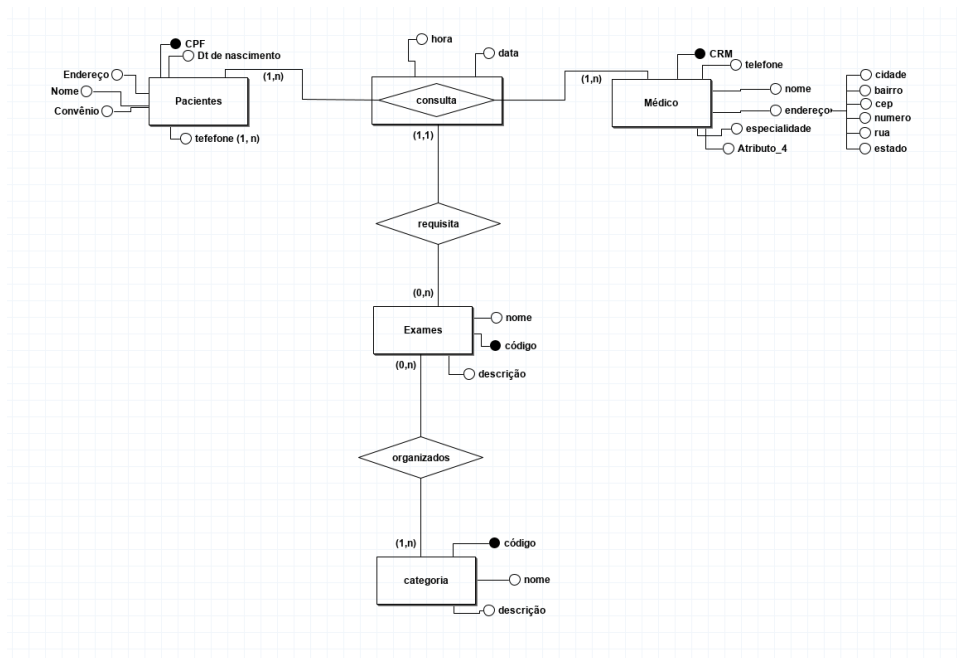 hora
CPF
data
Dt de nascimento
CRM
telefone
(1,n)
(1,n)
Endereço
cidade
Nome
nome
bairro
Pacientes
consulta
Médico
cep
Convênio
endereço
numero
especialidade
rua
(1,1)
tefefone (1, n)
Atributo_4
estado
requisita
(0,n)
nome
Exames
código
(0,n)
descrição
organizados
(1,n)
código
categoria
nome
descrição